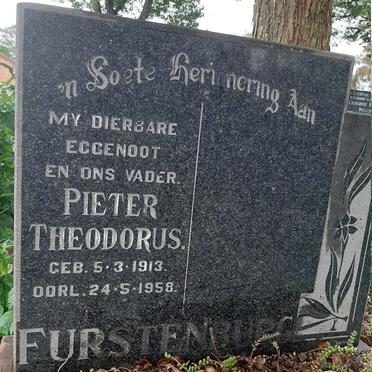 'n Soete Herinnering Aan
MY DIERBARE
EGGENOOT
EN ONS VADER.
PIETER
THEODORUS.
GEB. 5·3·1913.
OORL. 24·5·1958.
FURSTENBURG